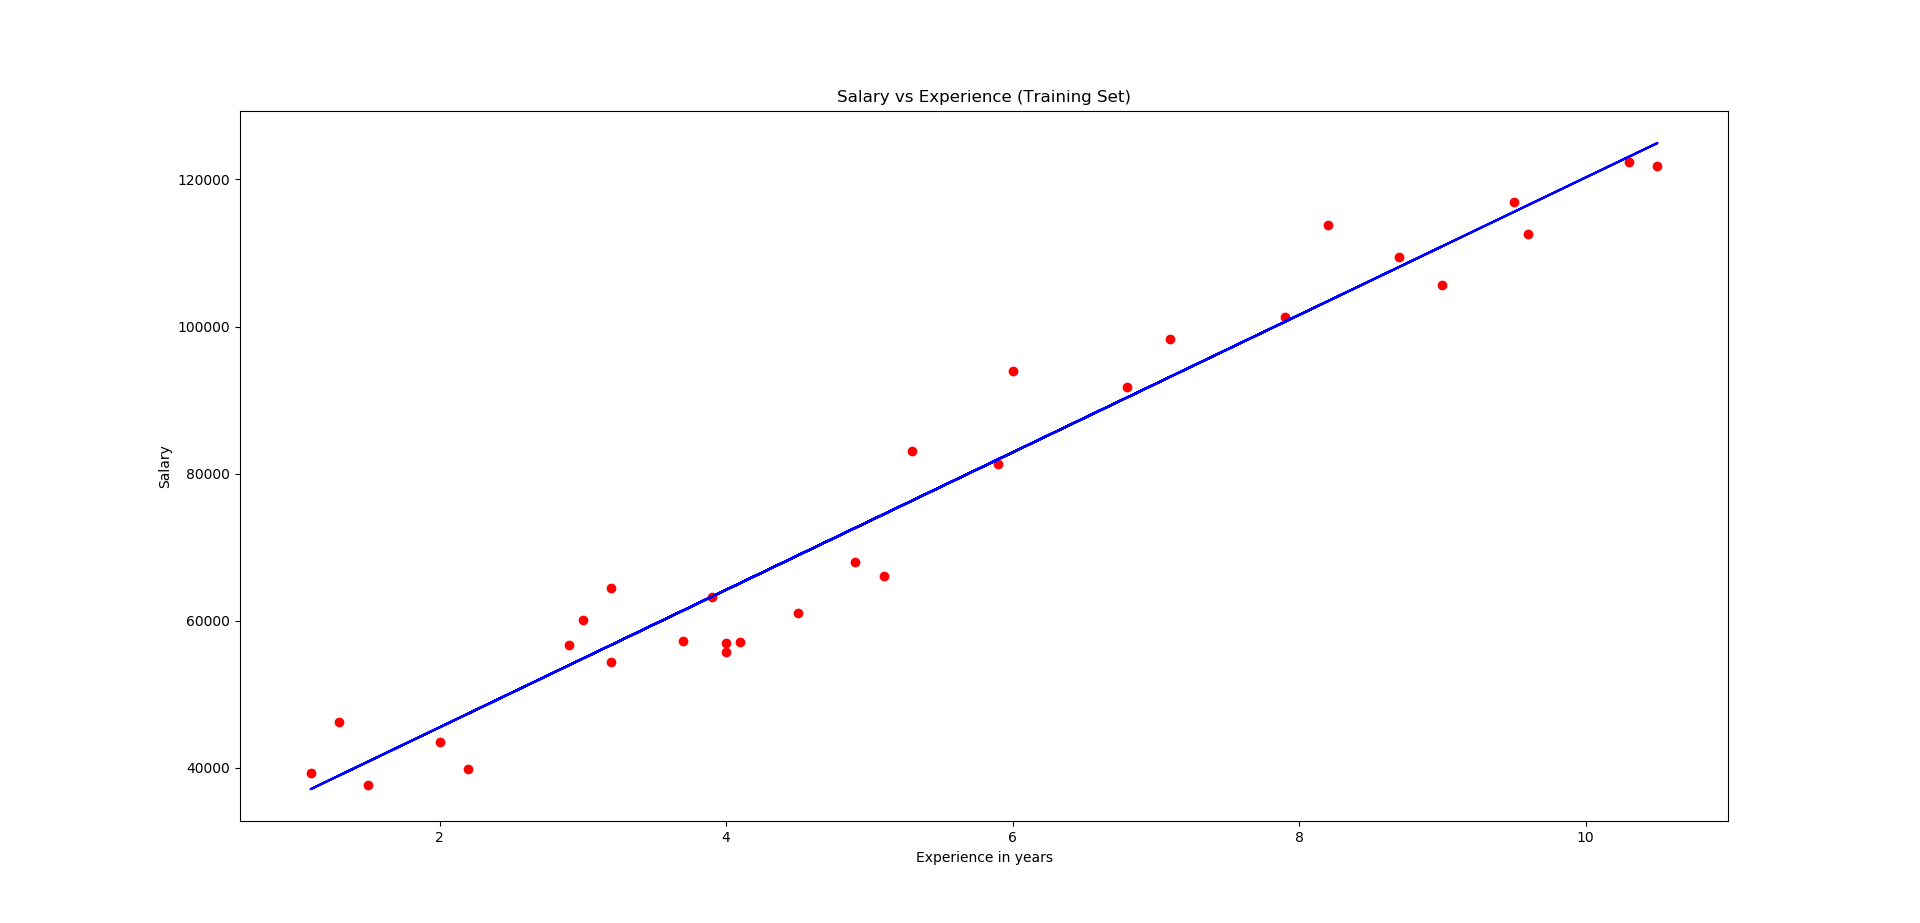 Salary vs Experience (Training Set)
120000
100000
80000
60000
40000
Salary
2 4 6 8 10
Experience in years